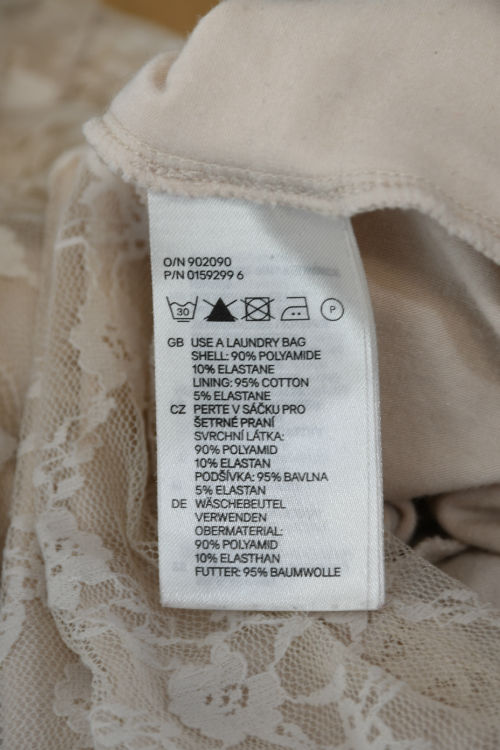 O/N 902090
P/N 0159299 6
30 P
GB USE A LAUNDRY BAG
SHELL: 90% POLYAMIDE
10% ELASTANE
LINING: 95% COTTON
5% ELASTANE
CZ PERTE V SÁČKU PRO
ŠETRNÉ PRANÍ
SVRCHNÍ LÁTKA:
90% POLYAMID
10% ELASTAN
PODŠÍVKA: 95% BAVLNA
5% ELASTAN
DE WÄSCHEBEUTEL
VERWENDEN
OBERMATERIAL:
90% POLYAMID
10% ELASTHAN
FUTTER: 95% BAUMWOLLE